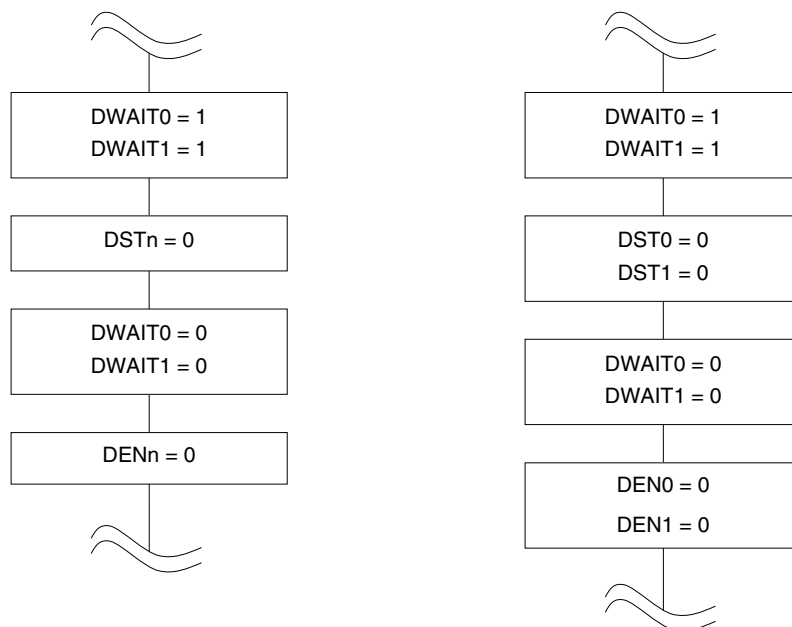 DWAIT0 = 1
DWAIT1 = 1
DSTn = 0
DWAIT0 = 0
DWAIT1 = 0
DENn = 0
DWAIT0 = 1
DWAIT1 = 1
DST0 = 0
DST1 = 0
DWAIT0 = 0
DWAIT1 = 0
DEN0 = 0
DEN1 = 0